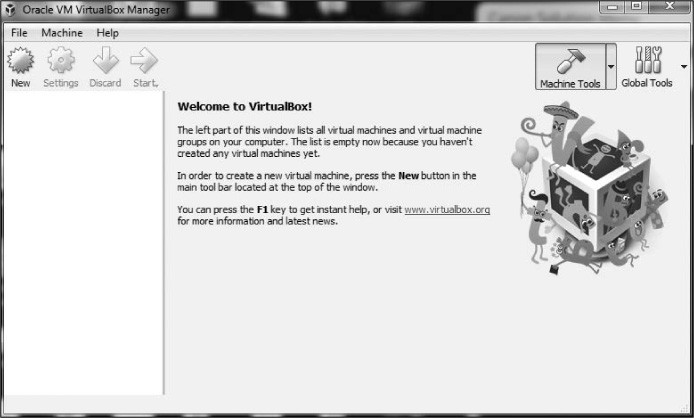 Oracle VM VirtualBox Manager
File Machine Help
New Settings Discard Start
Machine Tools Global Tools
Welcome to VirtualBox!
The left part of this window lists all virtual machines and virtual machine
groups on your computer. The list is empty now because you haven't
created any virtual machines yet.
In order to create a new virtual machine, press the New button in the
main tool bar located at the top of the window.
You can press the F1 key to get instant help, or visit www.virtualbox.org
for more information and latest news.